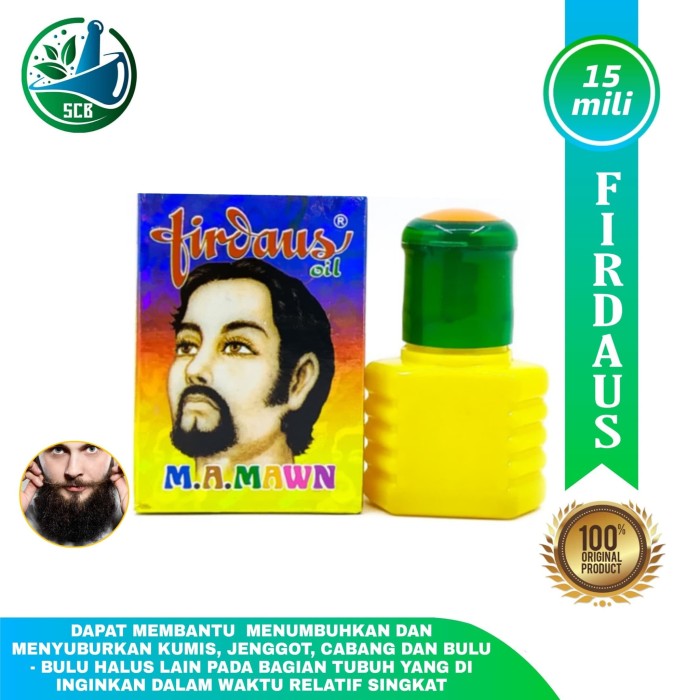 SCB
15
mili
FIRDAUS
firdaus®
oil
M.A.MAWN
100%
ORIGINAL
PRODUCT
DAPAT MEMBANTU MENUMBUHKAN DAN
MENYUBURKAN KUMIS, JENGGOT, CABANG DAN BULU
- BULU HALUS LAIN PADA BAGIAN TUBUH YANG DI
INGINKAN DALAM WAKTU RELATIF SINGKAT